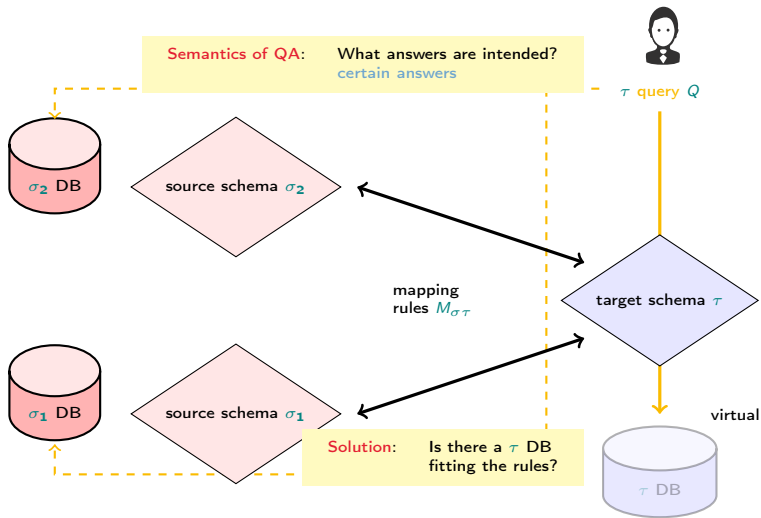 Semantics of QA: What answers are intended?
certain answers
τ query Q
σ2 DB
source schema σ2
mapping
rules Mστ
target schema τ
σ1 DB
source schema σ1
virtual
Solution: Is there a τ DB
fitting the rules?
τ DB